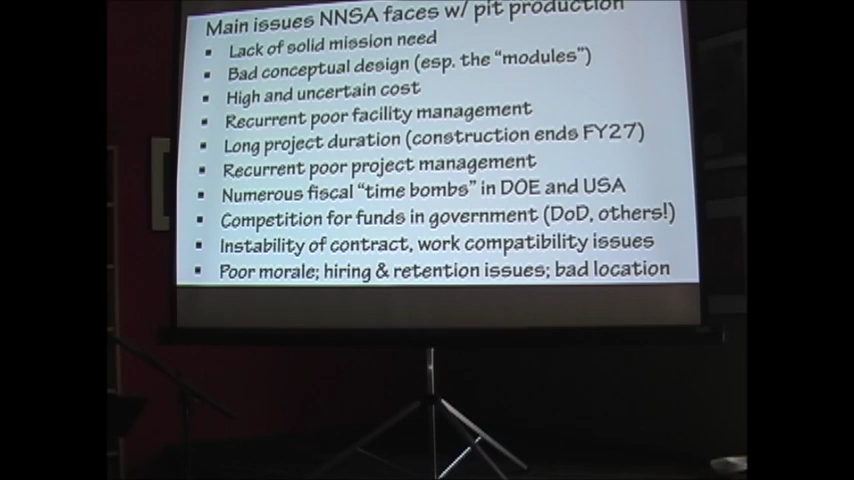 Main issues NNSA faces w/ pit production
▪ Lack of solid mission need
▪ Bad conceptual design (esp. the “modules”)
▪ High and uncertain cost
▪ Recurrent poor facility management
▪ Long project duration (construction ends FY27)
▪ Recurrent poor project management
▪ Numerous fiscal “time bombs” in DOE and USA
▪ Competition for funds in government (DoD, others!)
▪ Instability of contract, work compatibility issues
▪ Poor morale; hiring & retention issues; bad location